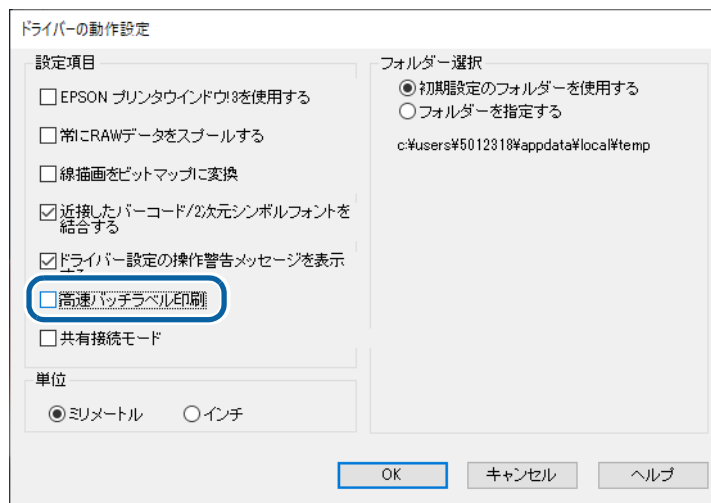 ドライバーの動作設定
設定項目
EPSON プリンタウインドウ!3を使用する
常にRAWデータをスプールする
線描画をビットマップに変換
近接したバーコード/2次元シンボルフォントを
結合する
ドライバー設定の操作警告メッセージを表示
する
高速バッチラベル印刷
共有接続モード
単位
ミリメートル
インチ
フォルダー選択
初期設定のフォルダーを使用する
フォルダーを指定する
c:¥users¥5012318¥appdata¥local¥temp
OK
キャンセル
ヘルプ